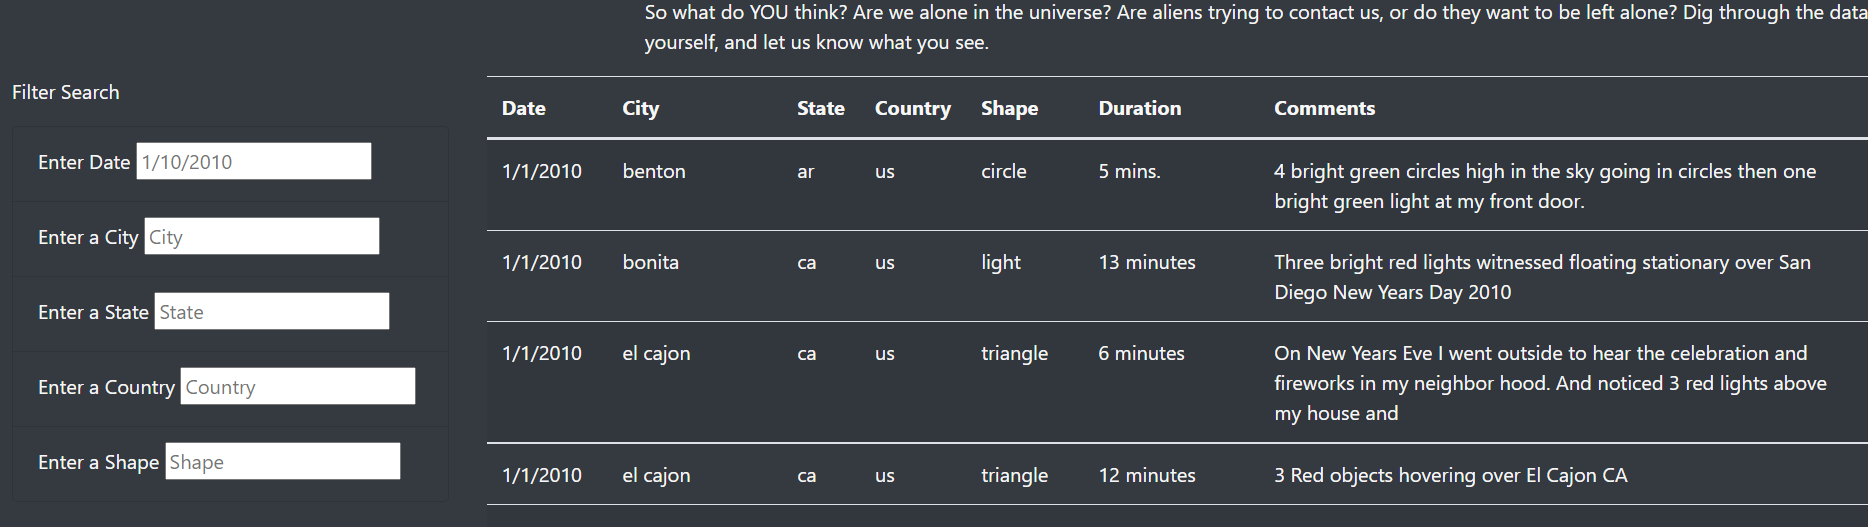 So what do YOU think? Are we alone in the universe? Are aliens trying to contact us, or do they want to be left alone? Dig through the data
yourself, and let us know what you see.
Filter Search
Enter Date 1/10/2010
Enter a City City
Enter a State State
Enter a Country Country
Enter a Shape Shape
Date City State Country Shape Duration Comments
1/1/2010 benton ar us circle 5 mins. 4 bright green circles high in the sky going in circles then one
bright green light at my front door.
1/1/2010 bonita ca us light 13 minutes Three bright red lights witnessed floating stationary over San
Diego New Years Day 2010
1/1/2010 el cajon ca us triangle 6 minutes On New Years Eve I went outside to hear the celebration and
fireworks in my neighbor hood. And noticed 3 red lights above
my house and
1/1/2010 el cajon ca us triangle 12 minutes 3 Red objects hovering over El Cajon CA